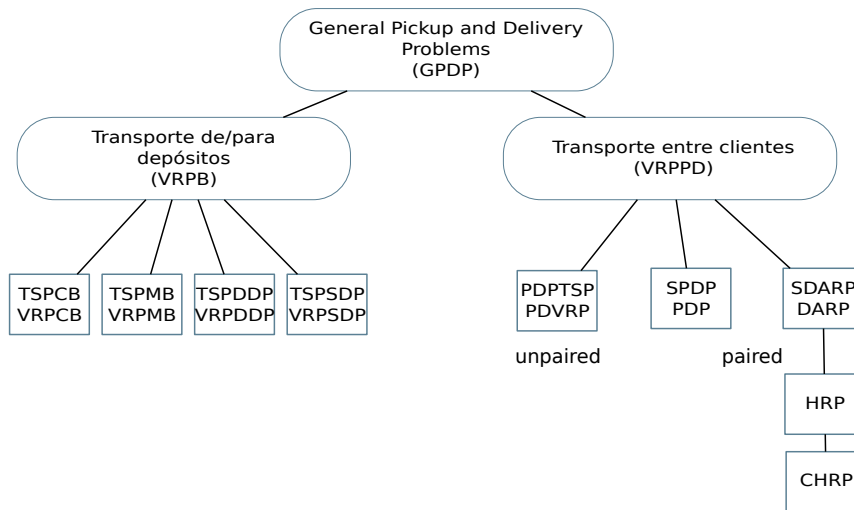 General Pickup and Delivery
Problems
(GPDP)
Transporte de/para
depósitos
(VRPB)
Transporte entre clientes
(VRPPD)
TSPCB
VRPCB
TSPMB
VRPMB
TSPDDP
VRPDDP
TSPSDP
VRPSDP
PDPTSP
PDVRP
SPDP
PDP
SDARP
DARP
unpaired
paired
HRP
CHRP